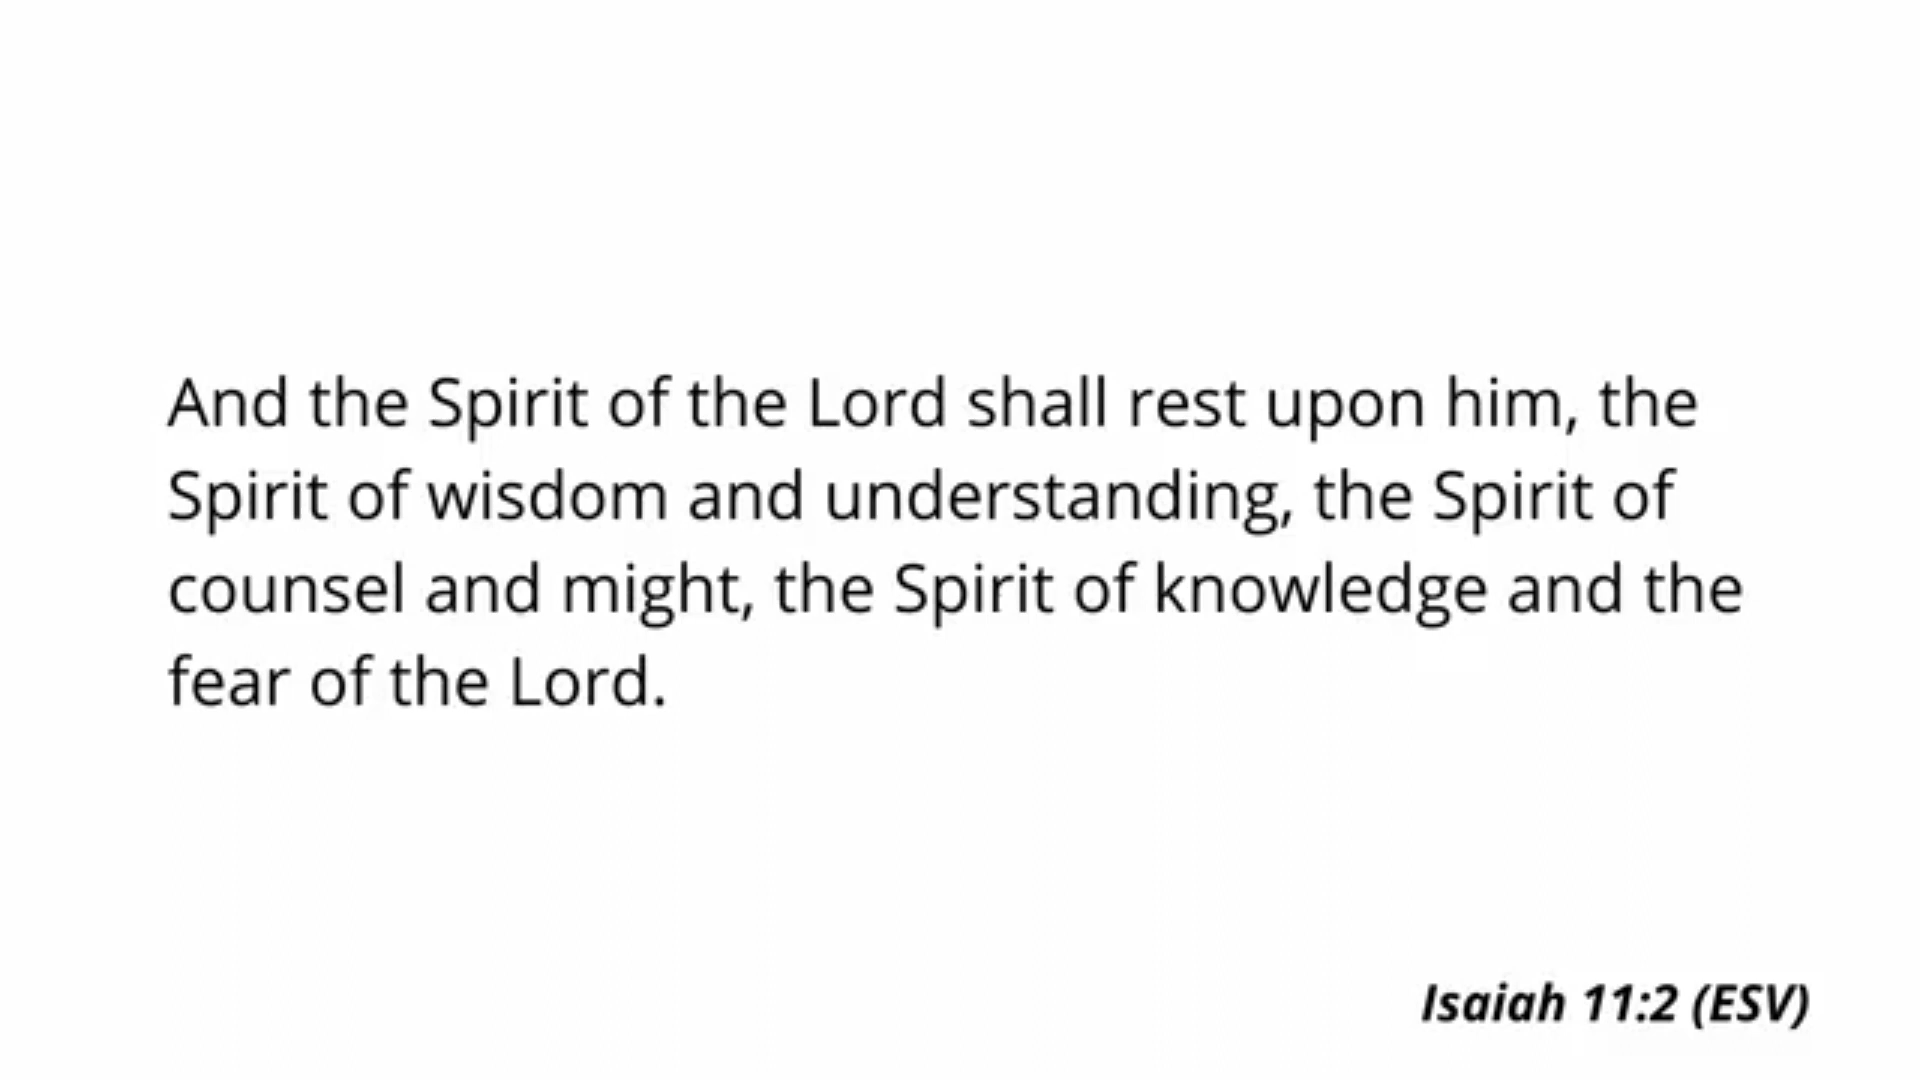 And the Spirit of the Lord shall rest upon him, the
Spirit of wisdom and understanding, the Spirit of
counsel and might, the Spirit of knowledge and the
fear of the Lord.
Isaiah 11:2 (ESV)